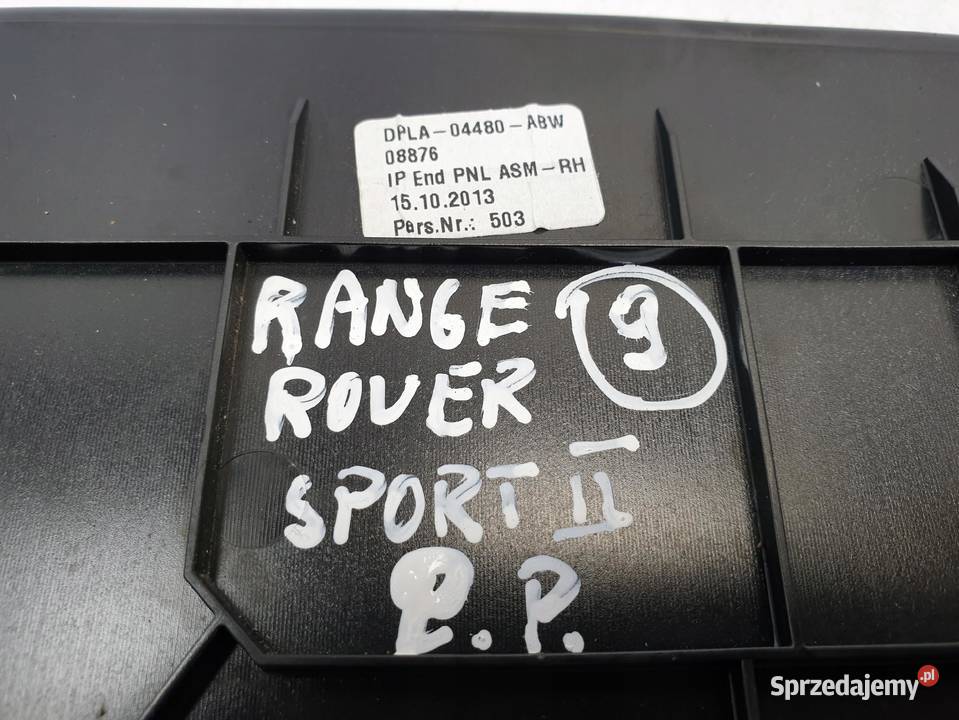 DPLA-04480-ABW
08876
IP End PNL ASM-RH
15.10.2013
Pers.Nr.: 503
RANGE 9
ROVER
SPORT II
P.P.
Sprzedajemy.pl